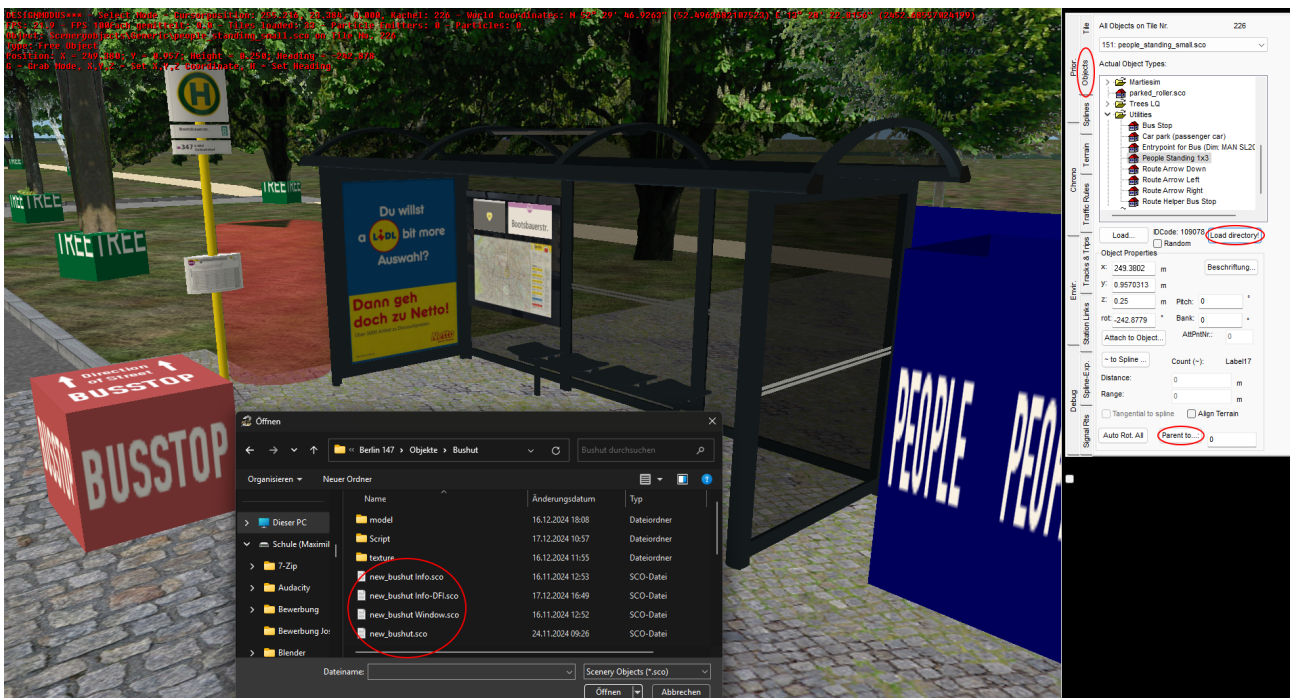 All Objects on Tile Nr. 226
151: people_standing_small.sco
Actual Object Types:
Martiesim
parked_roller.sco
Trees LQ
Utilities
Bus Stop
Car park (passenger car)
Entrypoint for Bus (Dim: MAN SL20
People Standing 1x3
Route Arrow Down
Route Arrow Left
Route Arrow Right
Route Helper Bus Stop
Load... IDCode: 109078 Load directory!
Random
Object Properties
x: 249.3802 m Beschriftung...
y: 0.9570313 m
z: 0.25 m Pitch: 0 °
rot: -242.8779 ° Bank: 0 °
Attach to Object... AttPntNr.: 0
~ to Spline ... Count (~): Label17
Distance: 0 m
Range: 0 m
Tangential to spline Align Terrain
Auto Rot. All Parent to...: 0
Tile
Objects
Splines
Terrain
Traffic Rules
Tracks & Trips
Station Links
Spline-Exp.
Signal Rts
Prior.
Chrono
Envir.
Debug
H
347
TREE
TREE
TREE
TREE
TREE
TREE
Du willst
a LiDL bit more
Auswahl?
Dann geh
doch zu Netto!
Netto
Bootsbauerstr.
Direction
of Street
BUSSTOP
BUSSTOP
BUSSTOP
PEOPLE
PEOPLE
Öffnen
« Berlin 147 › Objekte › Bushut
Bushut durchsuchen
Organisieren Neuer Ordner
Name Änderungsdatum Typ
Dieser PC
Schule (Maximil
7-Zip
Audacity
Bewerbung
Bewerbung Jo
Blender
model 16.12.2024 18:08 Dateiordner
Script 17.12.2024 10:57 Dateiordner
texture 16.12.2024 11:55 Dateiordner
new_bushut Info.sco 16.11.2024 12:53 SCO-Datei
new_bushut Info-DFI.sco 17.12.2024 16:49 SCO-Datei
new_bushut Window.sco 16.11.2024 12:52 SCO-Datei
new_bushut.sco 24.11.2024 09:26 SCO-Datei
Dateiname: Scenery Objects (*.sco)
Öffnen Abbrechen